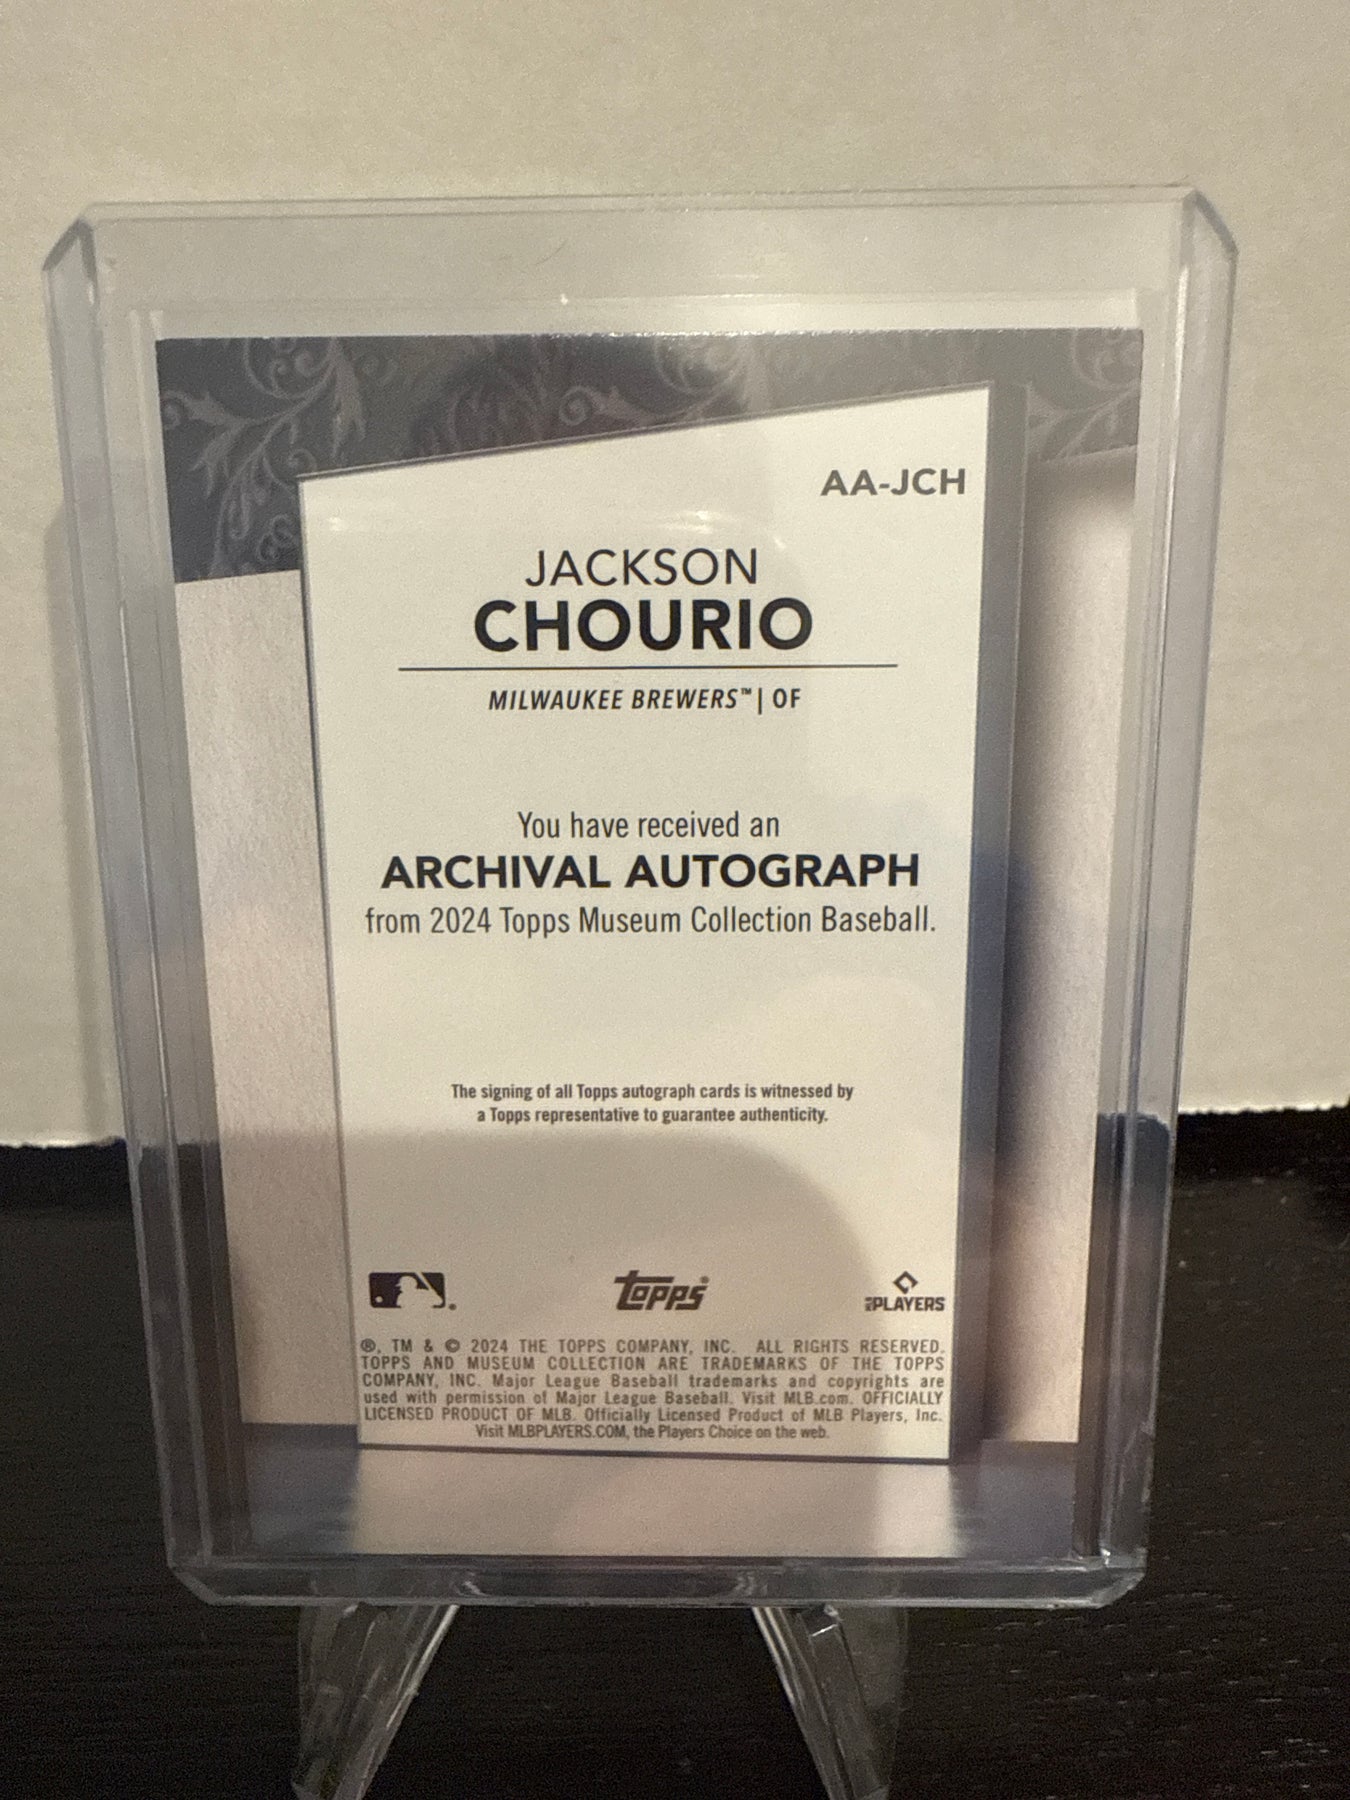 AA-JCH
JACKSON
CHOURIO
MILWAUKEE BREWERS™ | OF
You have received an
ARCHIVAL AUTOGRAPH
from 2024 Topps Museum Collection Baseball.
The signing of all Topps autograph cards is witnessed by
a Topps representative to guarantee authenticity.
topps® MLBPLAYERS
®, TM & © 2024 THE TOPPS COMPANY, INC. ALL RIGHTS RESERVED.
TOPPS AND MUSEUM COLLECTION ARE TRADEMARKS OF THE TOPPS
COMPANY, INC. Major League Baseball trademarks and copyrights are
used with permission of Major League Baseball. Visit MLB.com. OFFICIALLY
LICENSED PRODUCT OF MLB. Officially Licensed Product of MLB Players, Inc.
Visit MLBPLAYERS.COM, the Players Choice on the web.